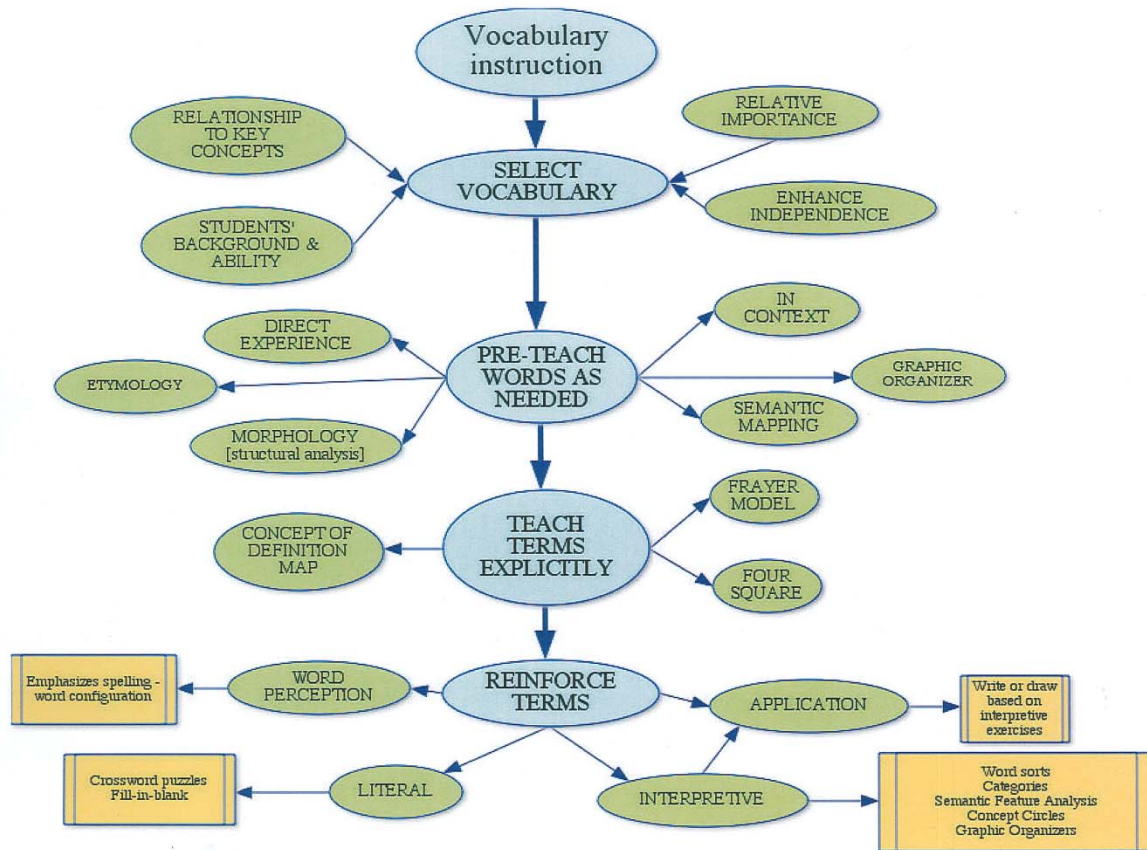 Vocabulary
instruction
RELATIONSHIP
TO KEY
CONCEPTS
RELATIVE
IMPORTANCE
SELECT
VOCABULARY
STUDENTS'
BACKGROUND &
ABILITY
ENHANCE
INDEPENDENCE
DIRECT
EXPERIENCE
IN
CONTEXT
ETYMOLOGY
PRE-TEACH
WORDS AS
NEEDED
GRAPHIC
ORGANIZER
MORPHOLOGY
[structural analysis]
SEMANTIC
MAPPING
CONCEPT OF
DEFINITION
MAP
TEACH
TERMS
EXPLICITLY
FRAYER
MODEL
FOUR
SQUARE
Emphasizes spelling -
word configuration
WORD
PERCEPTION
REINFORCE
TERMS
APPLICATION
Write or draw
based on
interpretive
exercises
Crossword puzzles
Fill-in-blank
LITERAL
INTERPRETIVE
Word sorts
Categories
Semantic Feature Analysis
Concept Circles
Graphic Organizers